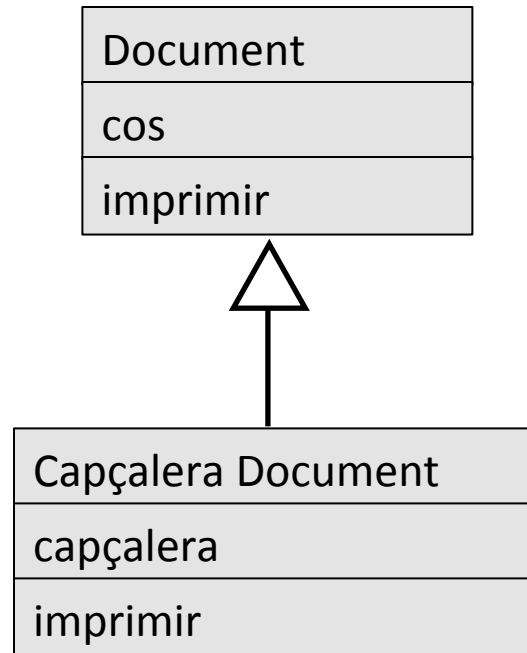 Document
cos
imprimir
Capçalera Document
capçalera
imprimir